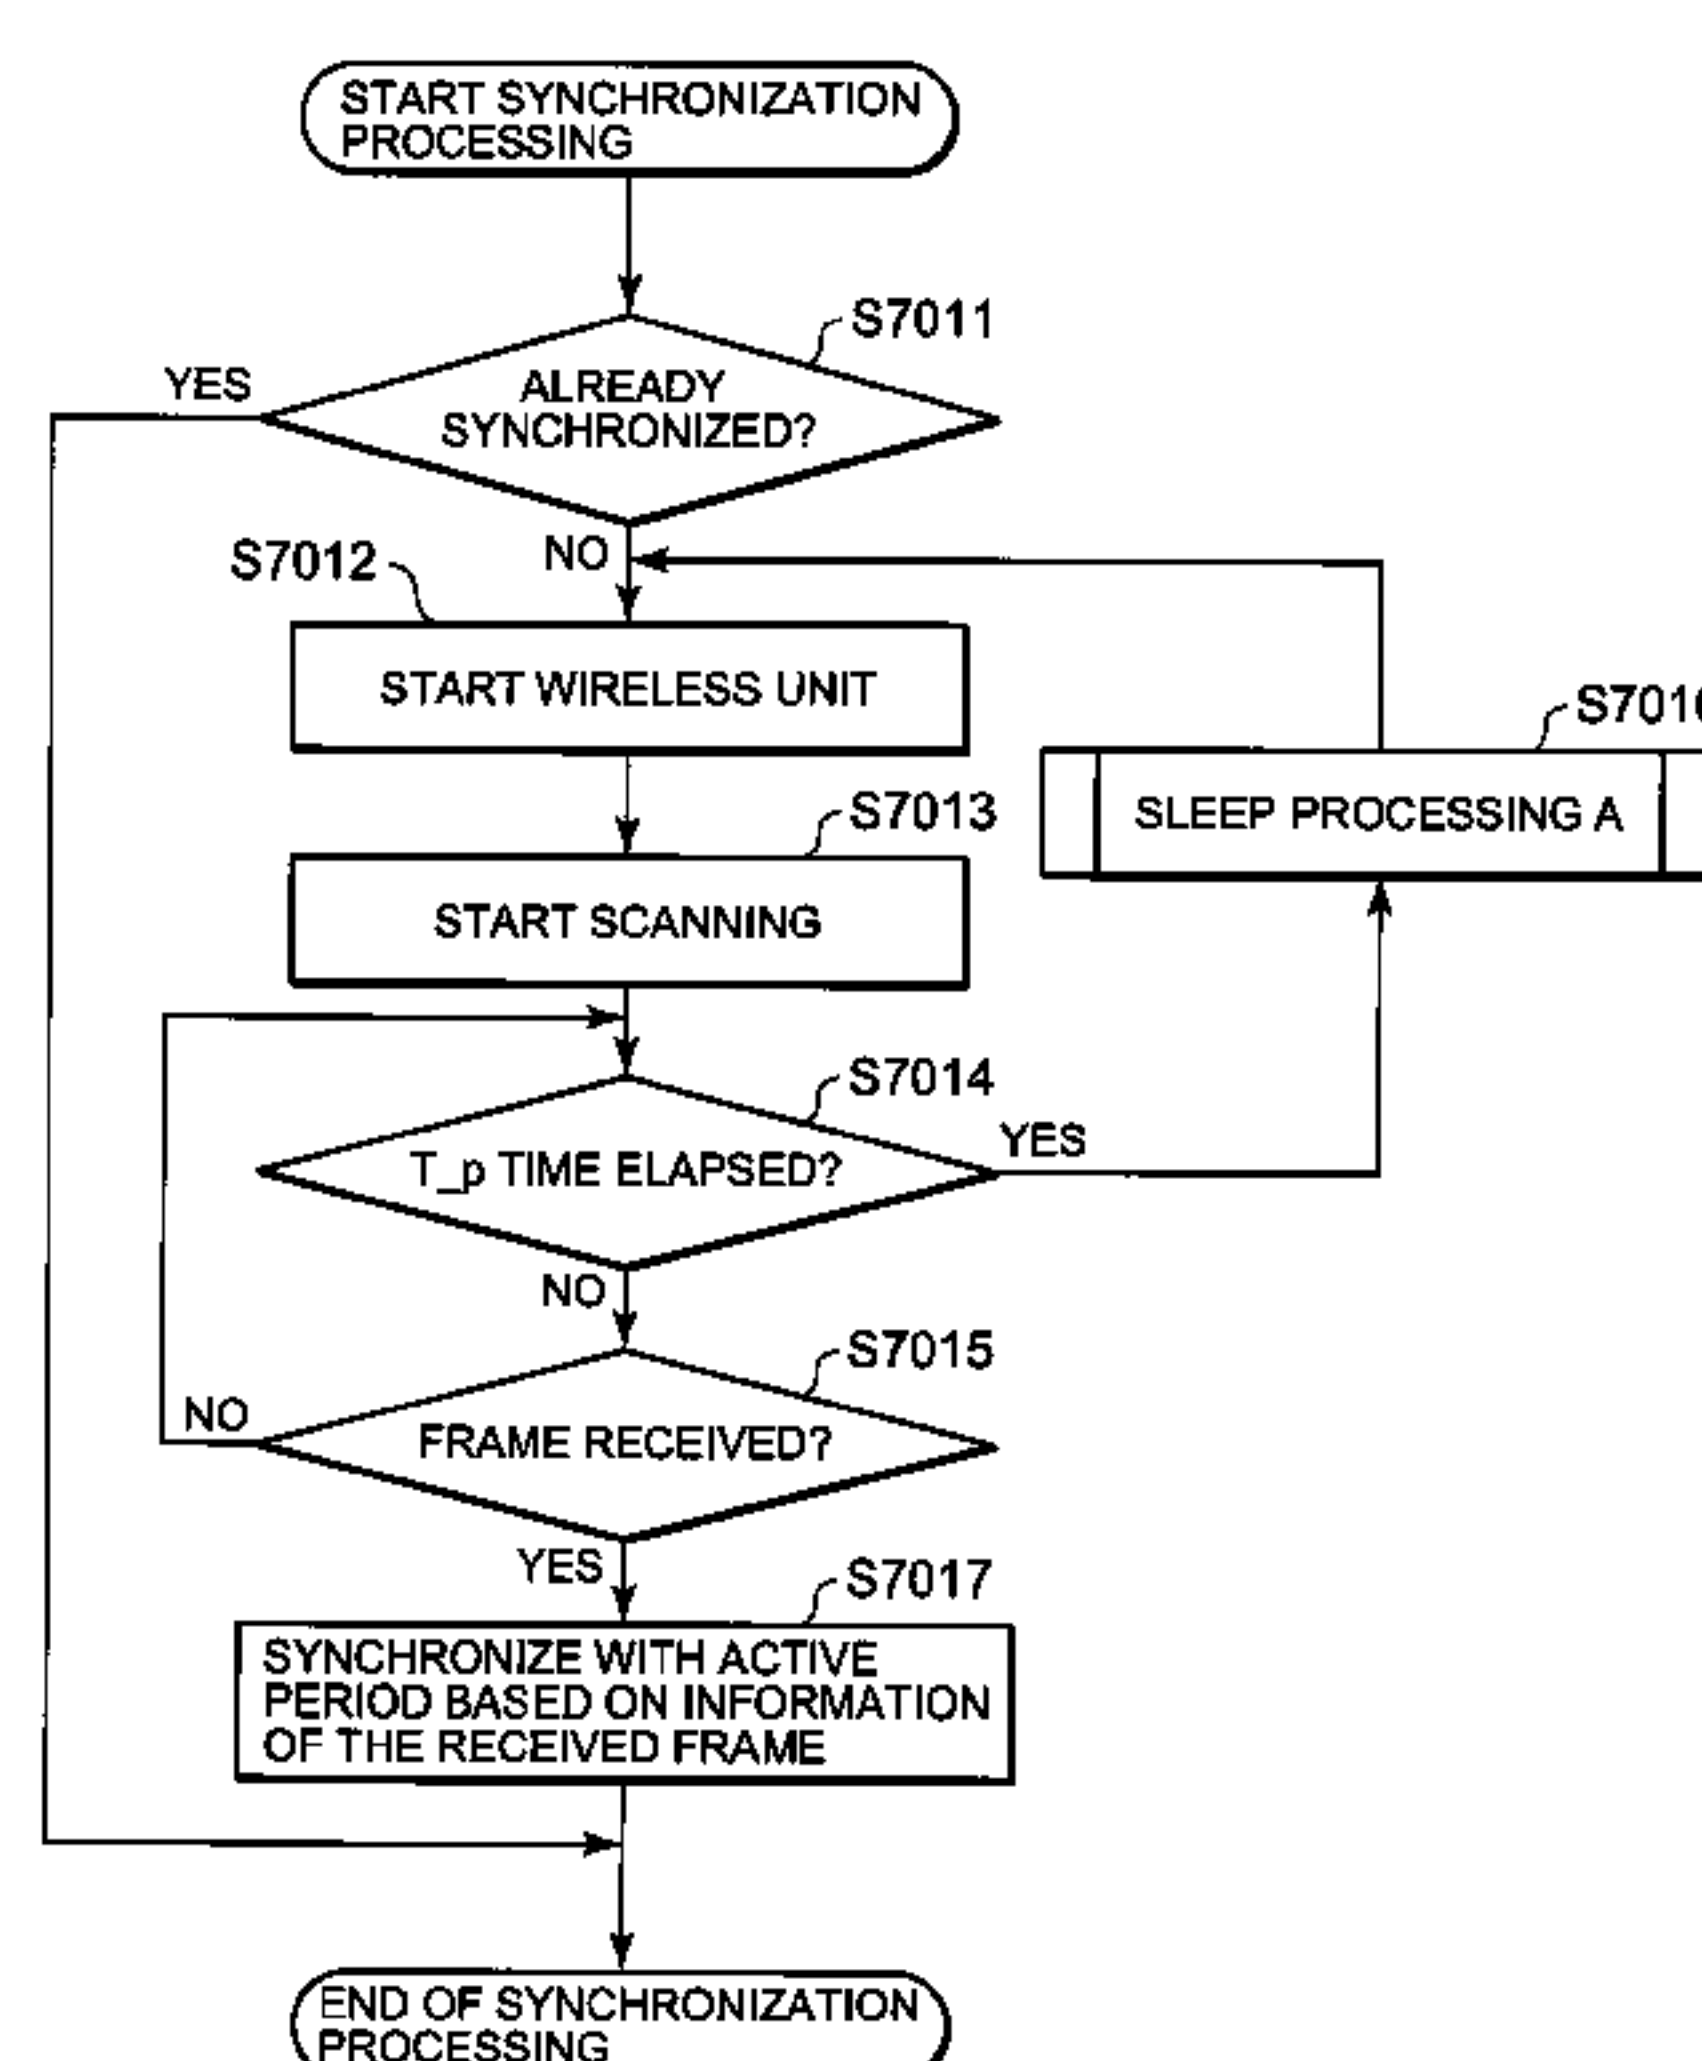 START SYNCHRONIZATION
PROCESSING
S7011
YES
ALREADY
SYNCHRONIZED?
NO
S7012
START WIRELESS UNIT
S7013
START SCANNING
SLEEP PROCESSING A
S7014
T_p TIME ELAPSED?
YES
NO
S7015
FRAME RECEIVED?
NO
YES
S7017
SYNCHRONIZE WITH ACTIVE
PERIOD BASED ON INFORMATION
OF THE RECEIVED FRAME
END OF SYNCHRONIZATION
PROCESSING